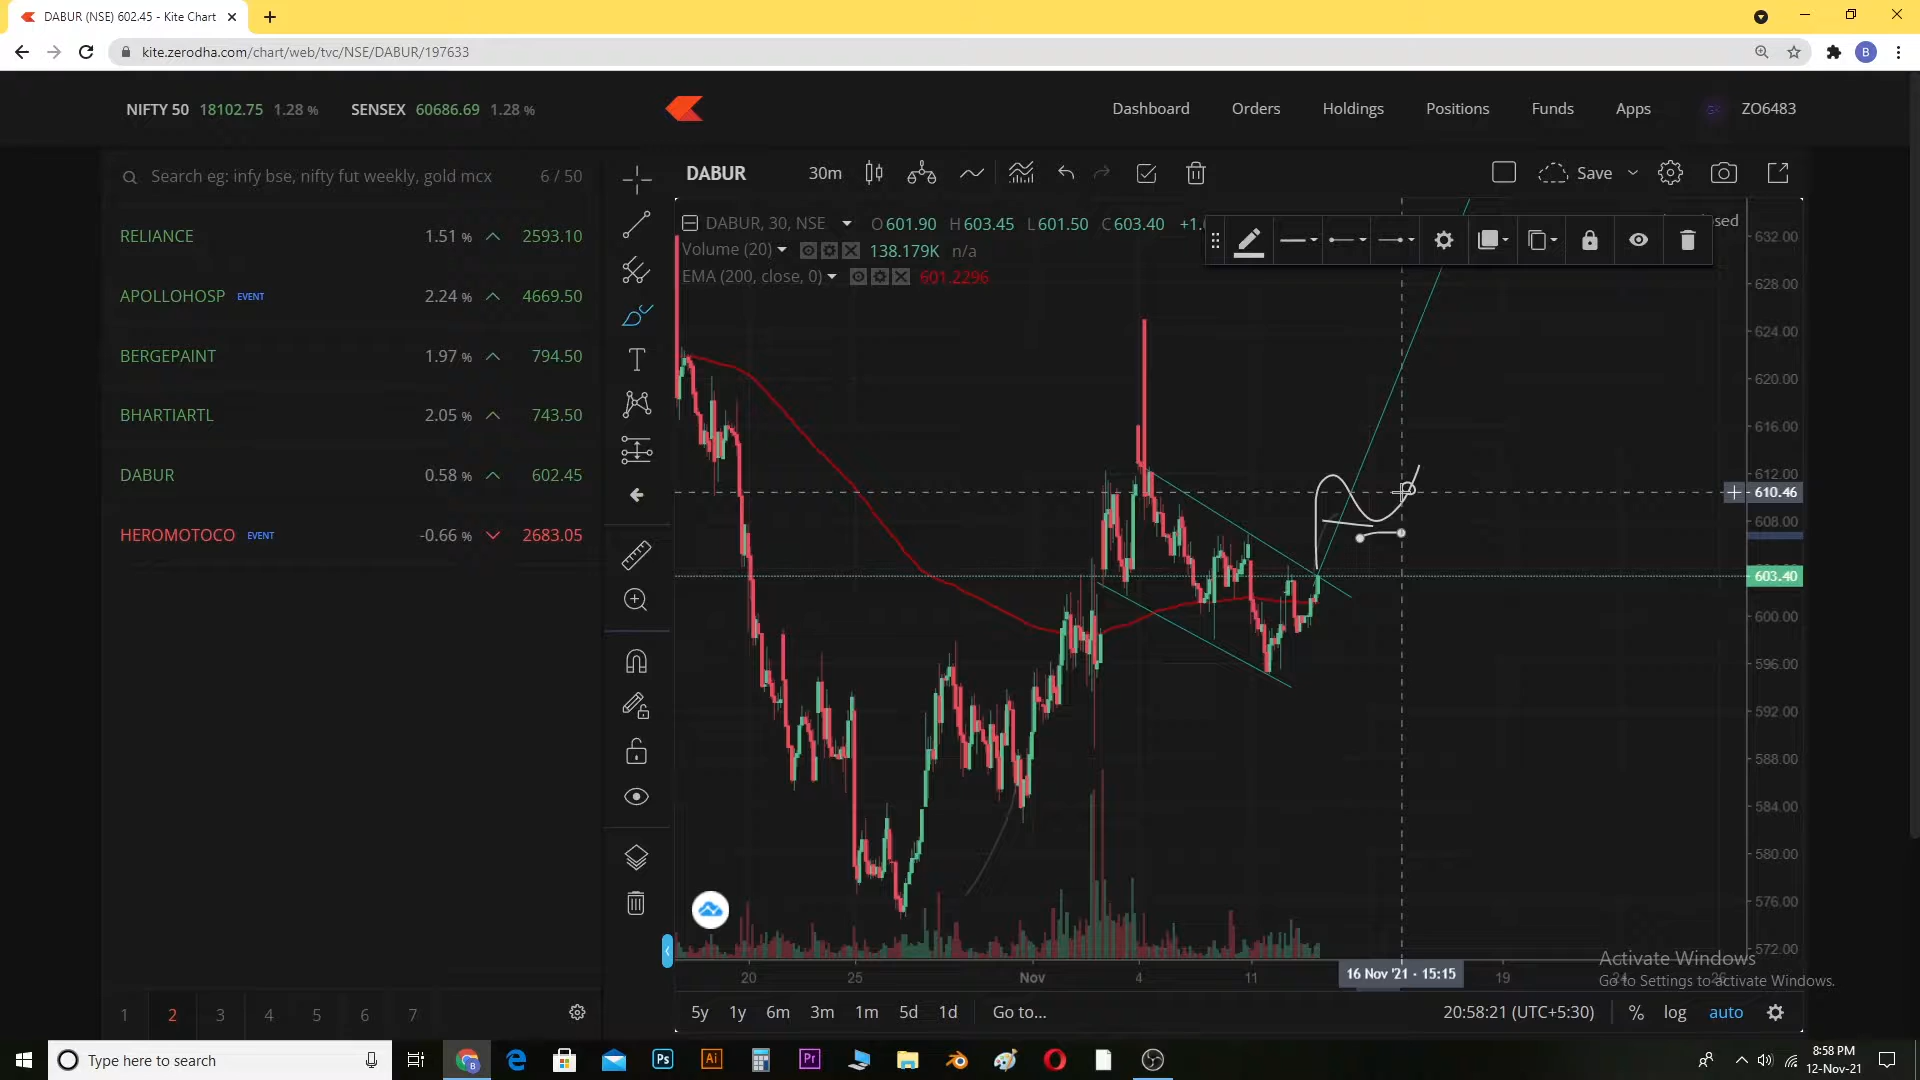 DABUR (NSE) 602.45 - Kite Chart
kite.zerodha.com/chart/web/tvc/NSE/DABUR/197633
B
NIFTY 50 18102.75 1.28 % SENSEX 60686.69 1.28 %
Dashboard Orders Holdings Positions Funds Apps ZO6483
Search eg: infy bse, nifty fut weekly, gold mcx 6 / 50
RELIANCE 1.51 % 2593.10
APOLLOHOSP EVENT 2.24 % 4669.50
BERGEPAINT 1.97 % 794.50
BHARTIARTL 2.05 % 743.50
DABUR 0.58 % 602.45
HEROMOTOCO EVENT -0.66 % 2683.05
1 2 3 4 5 6 7
DABUR 30m Save
DABUR, 30, NSE O601.90 H603.45 L601.50 C603.40
Volume (20) 138.179K n/a
EMA (200, close, 0) 601.2296
632.00
628.00
624.00
620.00
616.00
612.00
610.46
608.00
603.40
600.00
596.00
592.00
588.00
584.00
580.00
576.00
572.00
20 25 Nov 4 11 16 Nov '21 - 15:15 19
Activate Windows
Go to Settings to activate Windows.
5y 1y 6m 3m 1m 5d 1d Go to... 20:58:21 (UTC+5:30) % log auto
Type here to search
Ps Ai Pr
8:58 PM
12-Nov-21